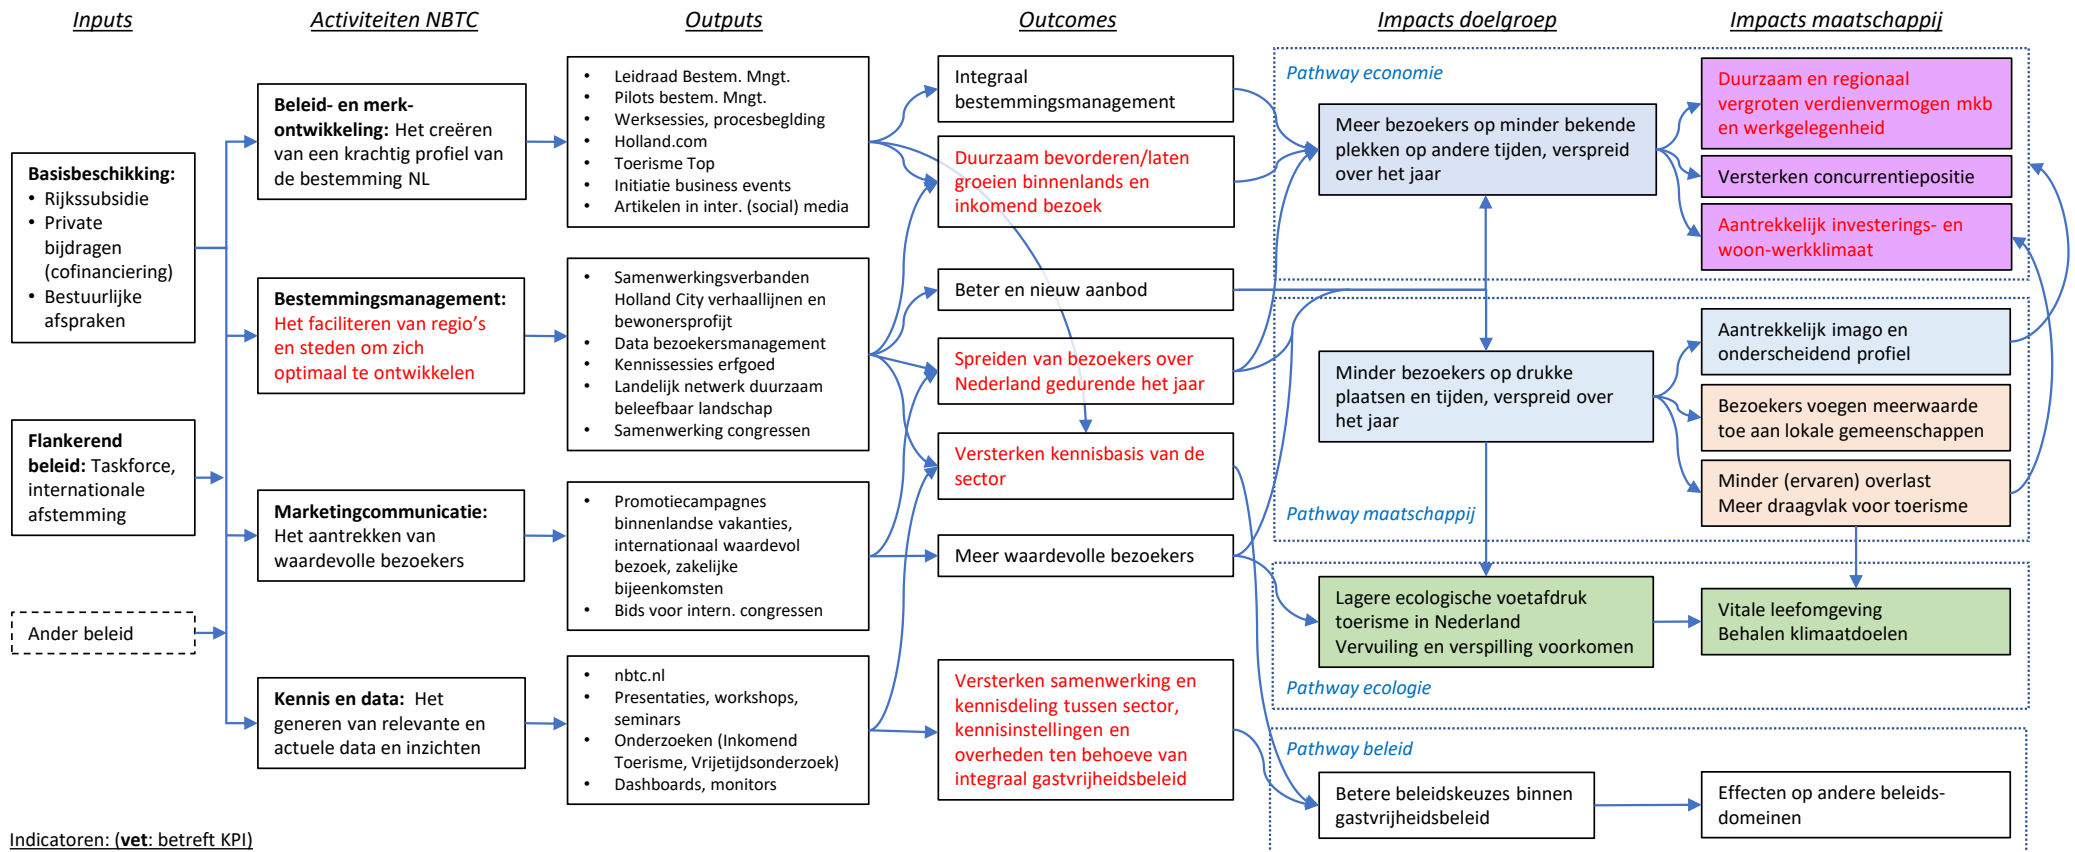 Inputs
Activiteiten NBTC
Outputs
Outcomes
Impacts doelgroep
Impacts maatschappij
Basisbeschikking:
• Rijkssubsidie
• Private
bijdragen
(cofinanciering)
• Bestuurlijke
afspraken
Flankerend
beleid: Taskforce,
internationale
afstemming
Ander beleid
Beleid- en merk-
ontwikkeling: Het creëren
van een krachtig profiel van
de bestemming NL
Bestemmingsmanagement:
Het faciliteren van regio's
en steden om zich
optimaal te ontwikkelen
Marketingcommunicatie:
Het aantrekken van
waardevolle bezoekers
Kennis en data:  Het
generen van relevante en
actuele data en inzichten
• Leidraad Bestem. Mngt.
• Pilots bestem. Mngt.
• Werksessies, procesbeglding
• Holland.com
• Toerisme Top
• Initiatie business events
• Artikelen in inter. (social) media
• Samenwerkingsverbanden
Holland City verhaallijnen en
bewonersprofijt
• Data bezoekersmanagement
• Kennissessies erfgoed
• Landelijk netwerk duurzaam
beleefbaar landschap
• Samenwerking congressen
• Promotiecampagnes
binnenlandse vakanties,
internationaal waardevol
bezoek, zakelijke
bijeenkomsten
• Bids voor intern. congressen
• nbtc.nl
• Presentaties, workshops,
seminars
• Onderzoeken (Inkomend
Toerisme, Vrijetijdsonderzoek)
• Dashboards, monitors
Integraal
bestemmingsmanagement
Duurzaam bevorderen/laten
groeien binnenlands en
inkomend bezoek
Beter en nieuw aanbod
Spreiden van bezoekers over
Nederland gedurende het jaar
Versterken kennisbasis van de
sector
Meer waardevolle bezoekers
Versterken samenwerking en
kennisdeling tussen sector,
kennisinstellingen en
overheden ten behoeve van
integraal gastvrijheidsbeleid
Pathway economie
Meer bezoekers op minder bekende
plekken op andere tijden, verspreid
over het jaar
Duurzaam en regionaal
vergroten verdienvermogen mkb
en werkgelegenheid
Versterken concurrentiepositie
Aantrekkelijk investerings- en
woon-werkklimaat
Minder bezoekers op drukke
plaatsen en tijden, verspreid over
het jaar
Pathway maatschappij
Aantrekkelijk imago en
onderscheidend profiel
Bezoekers voegen meerwaarde
toe aan lokale gemeenschappen
Minder (ervaren) overlast
Meer draagvlak voor toerisme
Lagere ecologische voetafdruk
toerisme in Nederland
Vervuiling en verspilling voorkomen
Vitale leefomgeving
Behalen klimaatdoelen
Pathway ecologie
Pathway beleid
Betere beleidskeuzes binnen
gastvrijheidsbeleid
Effecten op andere beleids-
domeinen
Indicatoren: (vet: betreft KPI)